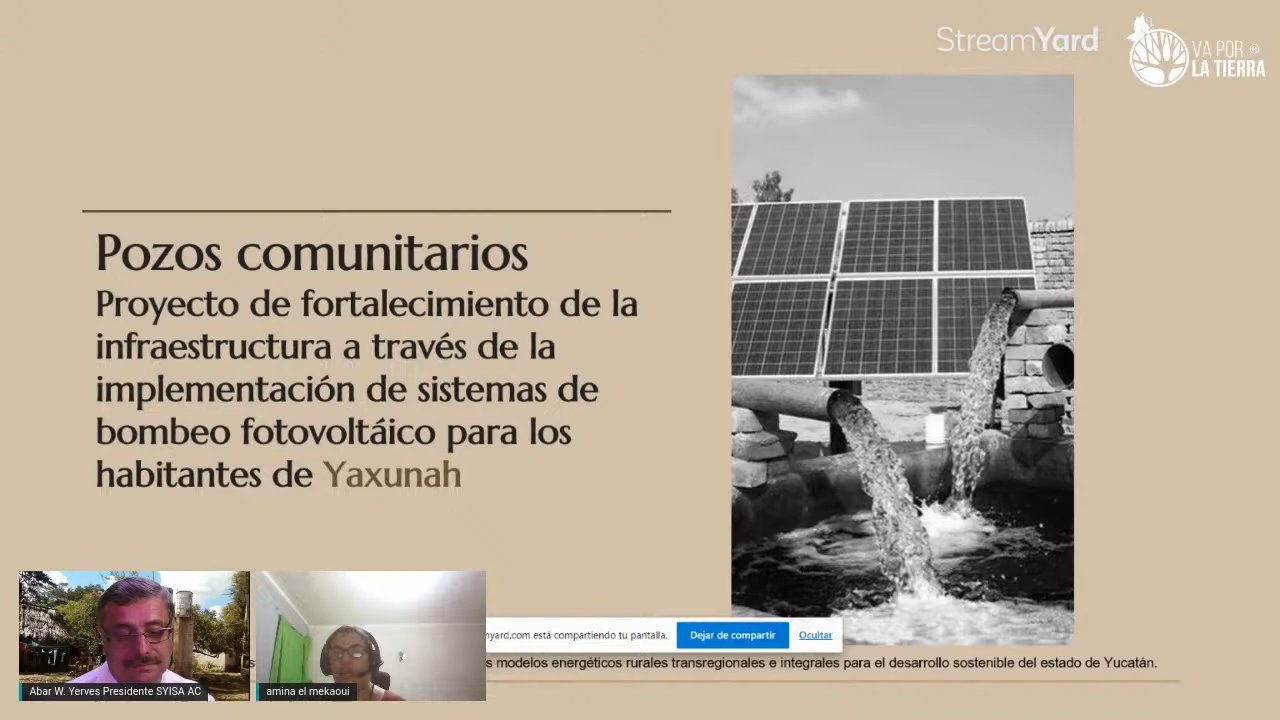 StreamYard
VA POR ®
LA TIERRA
Pozos comunitarios
Proyecto de fortalecimiento de la
infraestructura a través de la
implementación de sistemas de
bombeo fotovoltáico para los
habitantes de Yaxunah
yard.com está compartiendo tu pantalla.
Dejar de compartir
Ocultar
s modelos energéticos rurales transregionales e integrales para el desarrollo sostenible del estado de Yucatán.
Abar W. Yerves Presidente SYISA AC
amina el mekaoui